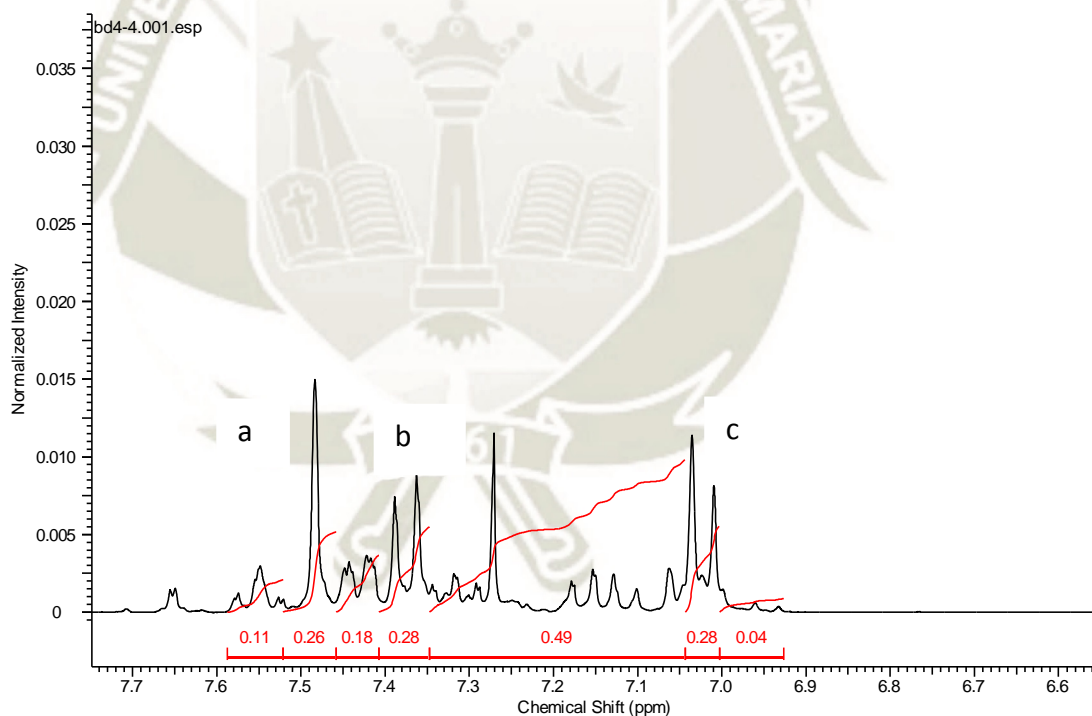 bd4-4.001.esp
UNIVE
MARIA
0.035
0.030
0.025
0.020
0.015
0.010
0.005
0
Normalized Intensity
a
b
c
61
0.11 0.26 0.18 0.28 0.49 0.28 0.04
7.7 7.6 7.5 7.4 7.3 7.2 7.1 7.0 6.9 6.8 6.7 6.6
Chemical Shift (ppm)